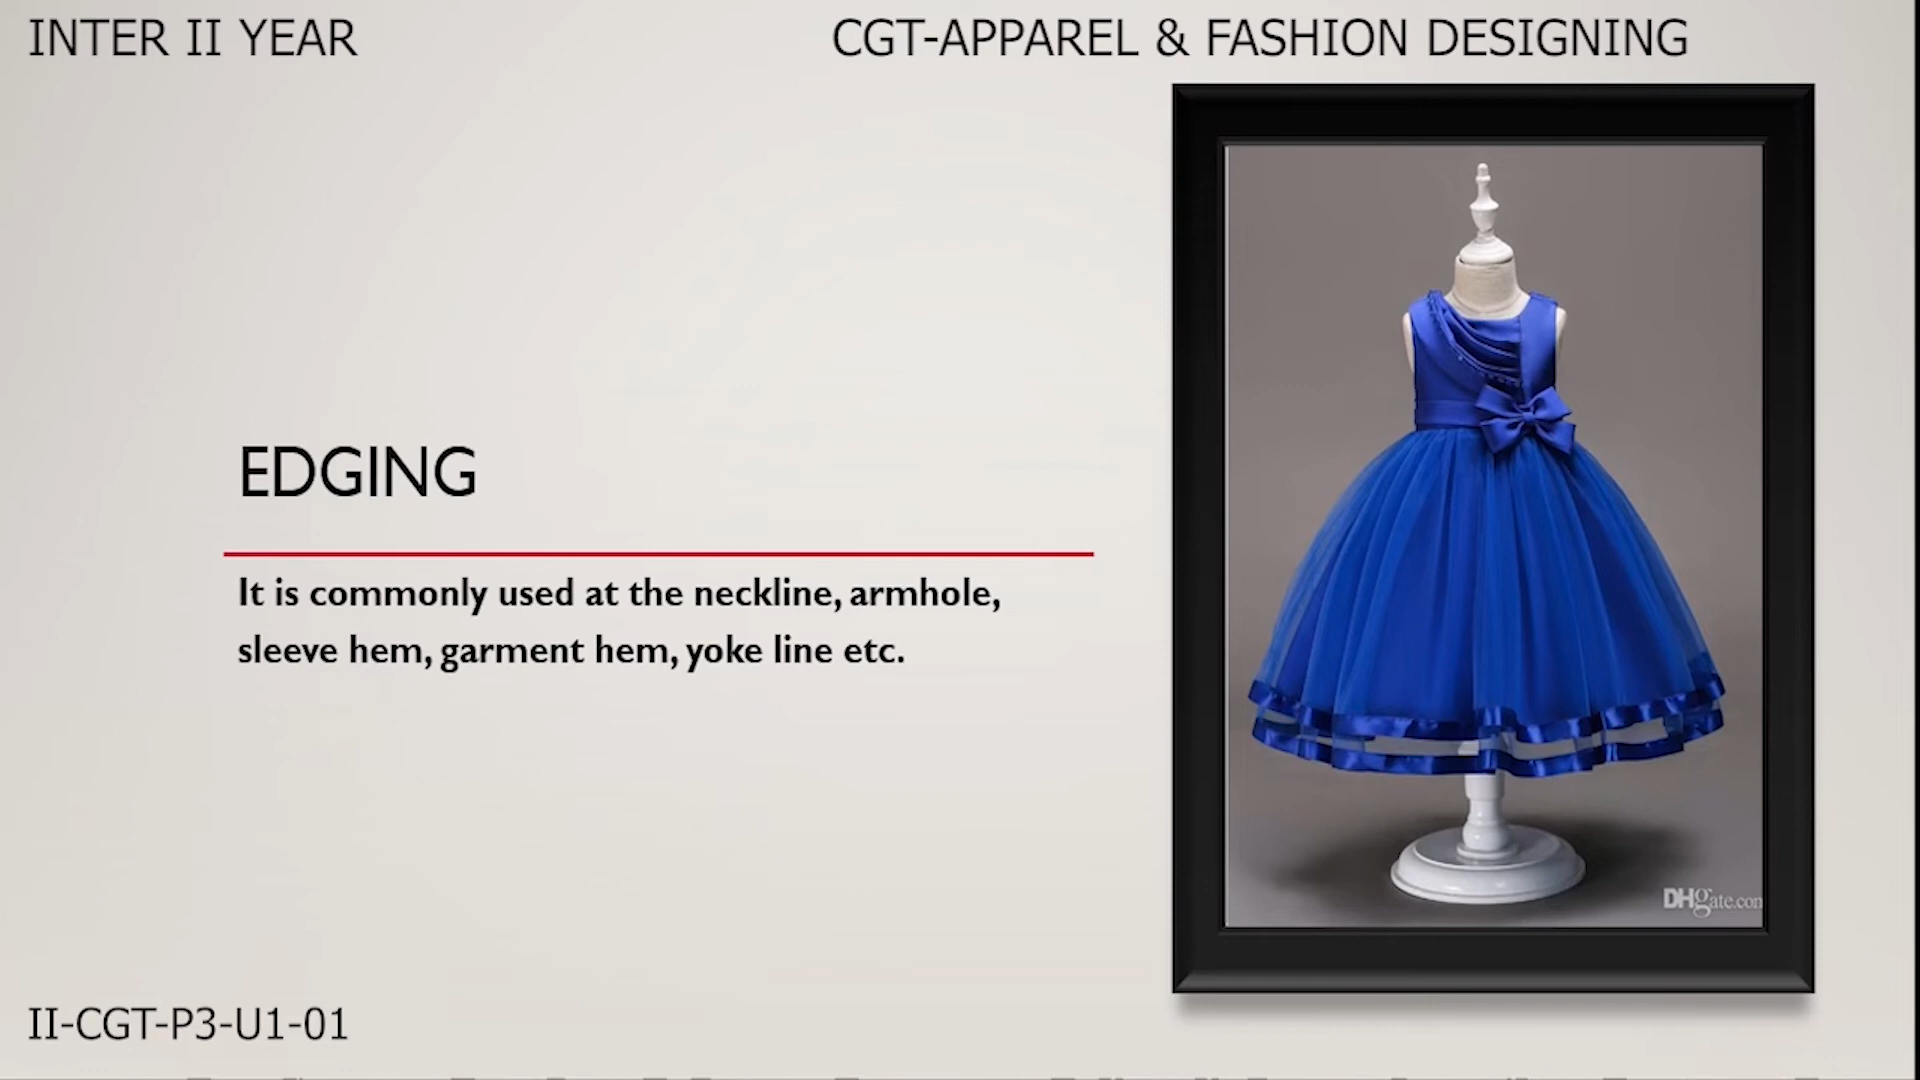 INTER II YEAR
CGT-APPAREL & FASHION DESIGNING
EDGING
It is commonly used at the neckline, armhole,
sleeve hem, garment hem, yoke line etc.
DHgate.com
II-CGT-P3-U1-01